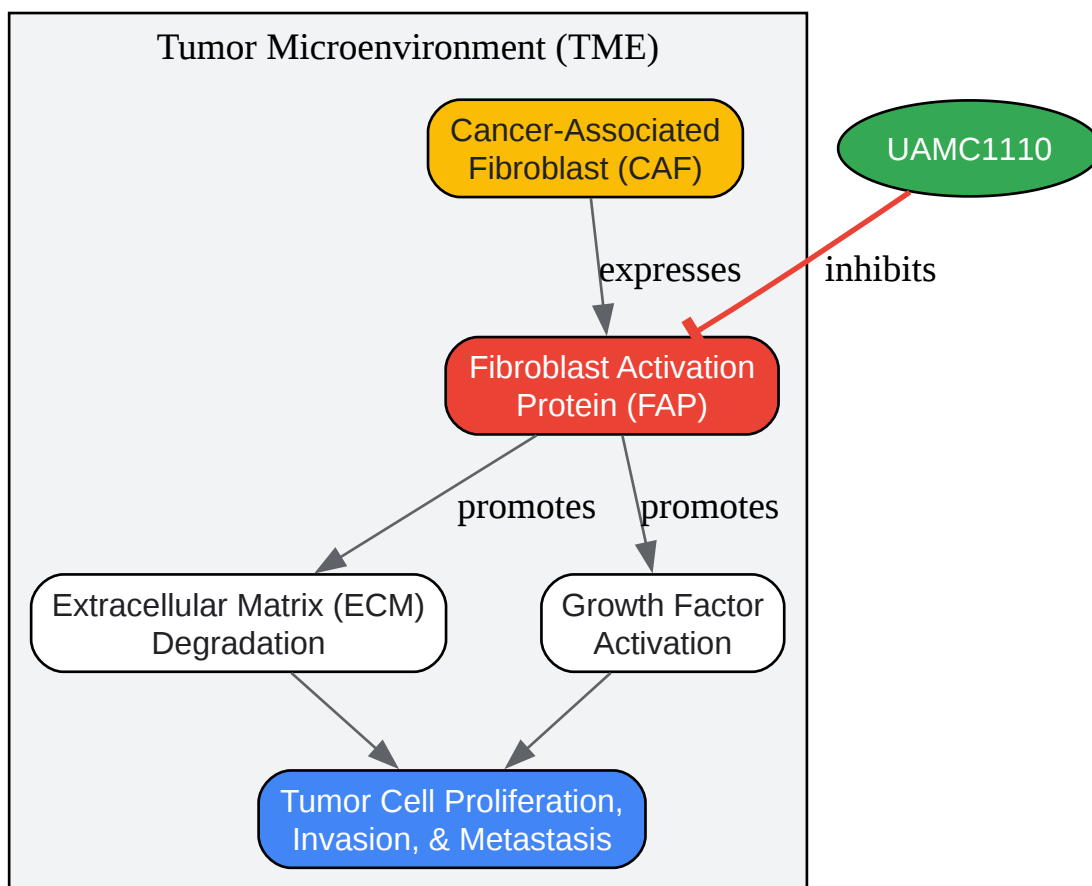 Tumor Microenvironment (TME)
Cancer-Associated
Fibroblast (CAF)
UAMC1110
expresses
inhibits
Fibroblast Activation
Protein (FAP)
promotes
promotes
Extracellular Matrix (ECM)
Degradation
Growth Factor
Activation
Tumor Cell Proliferation,
Invasion, & Metastasis